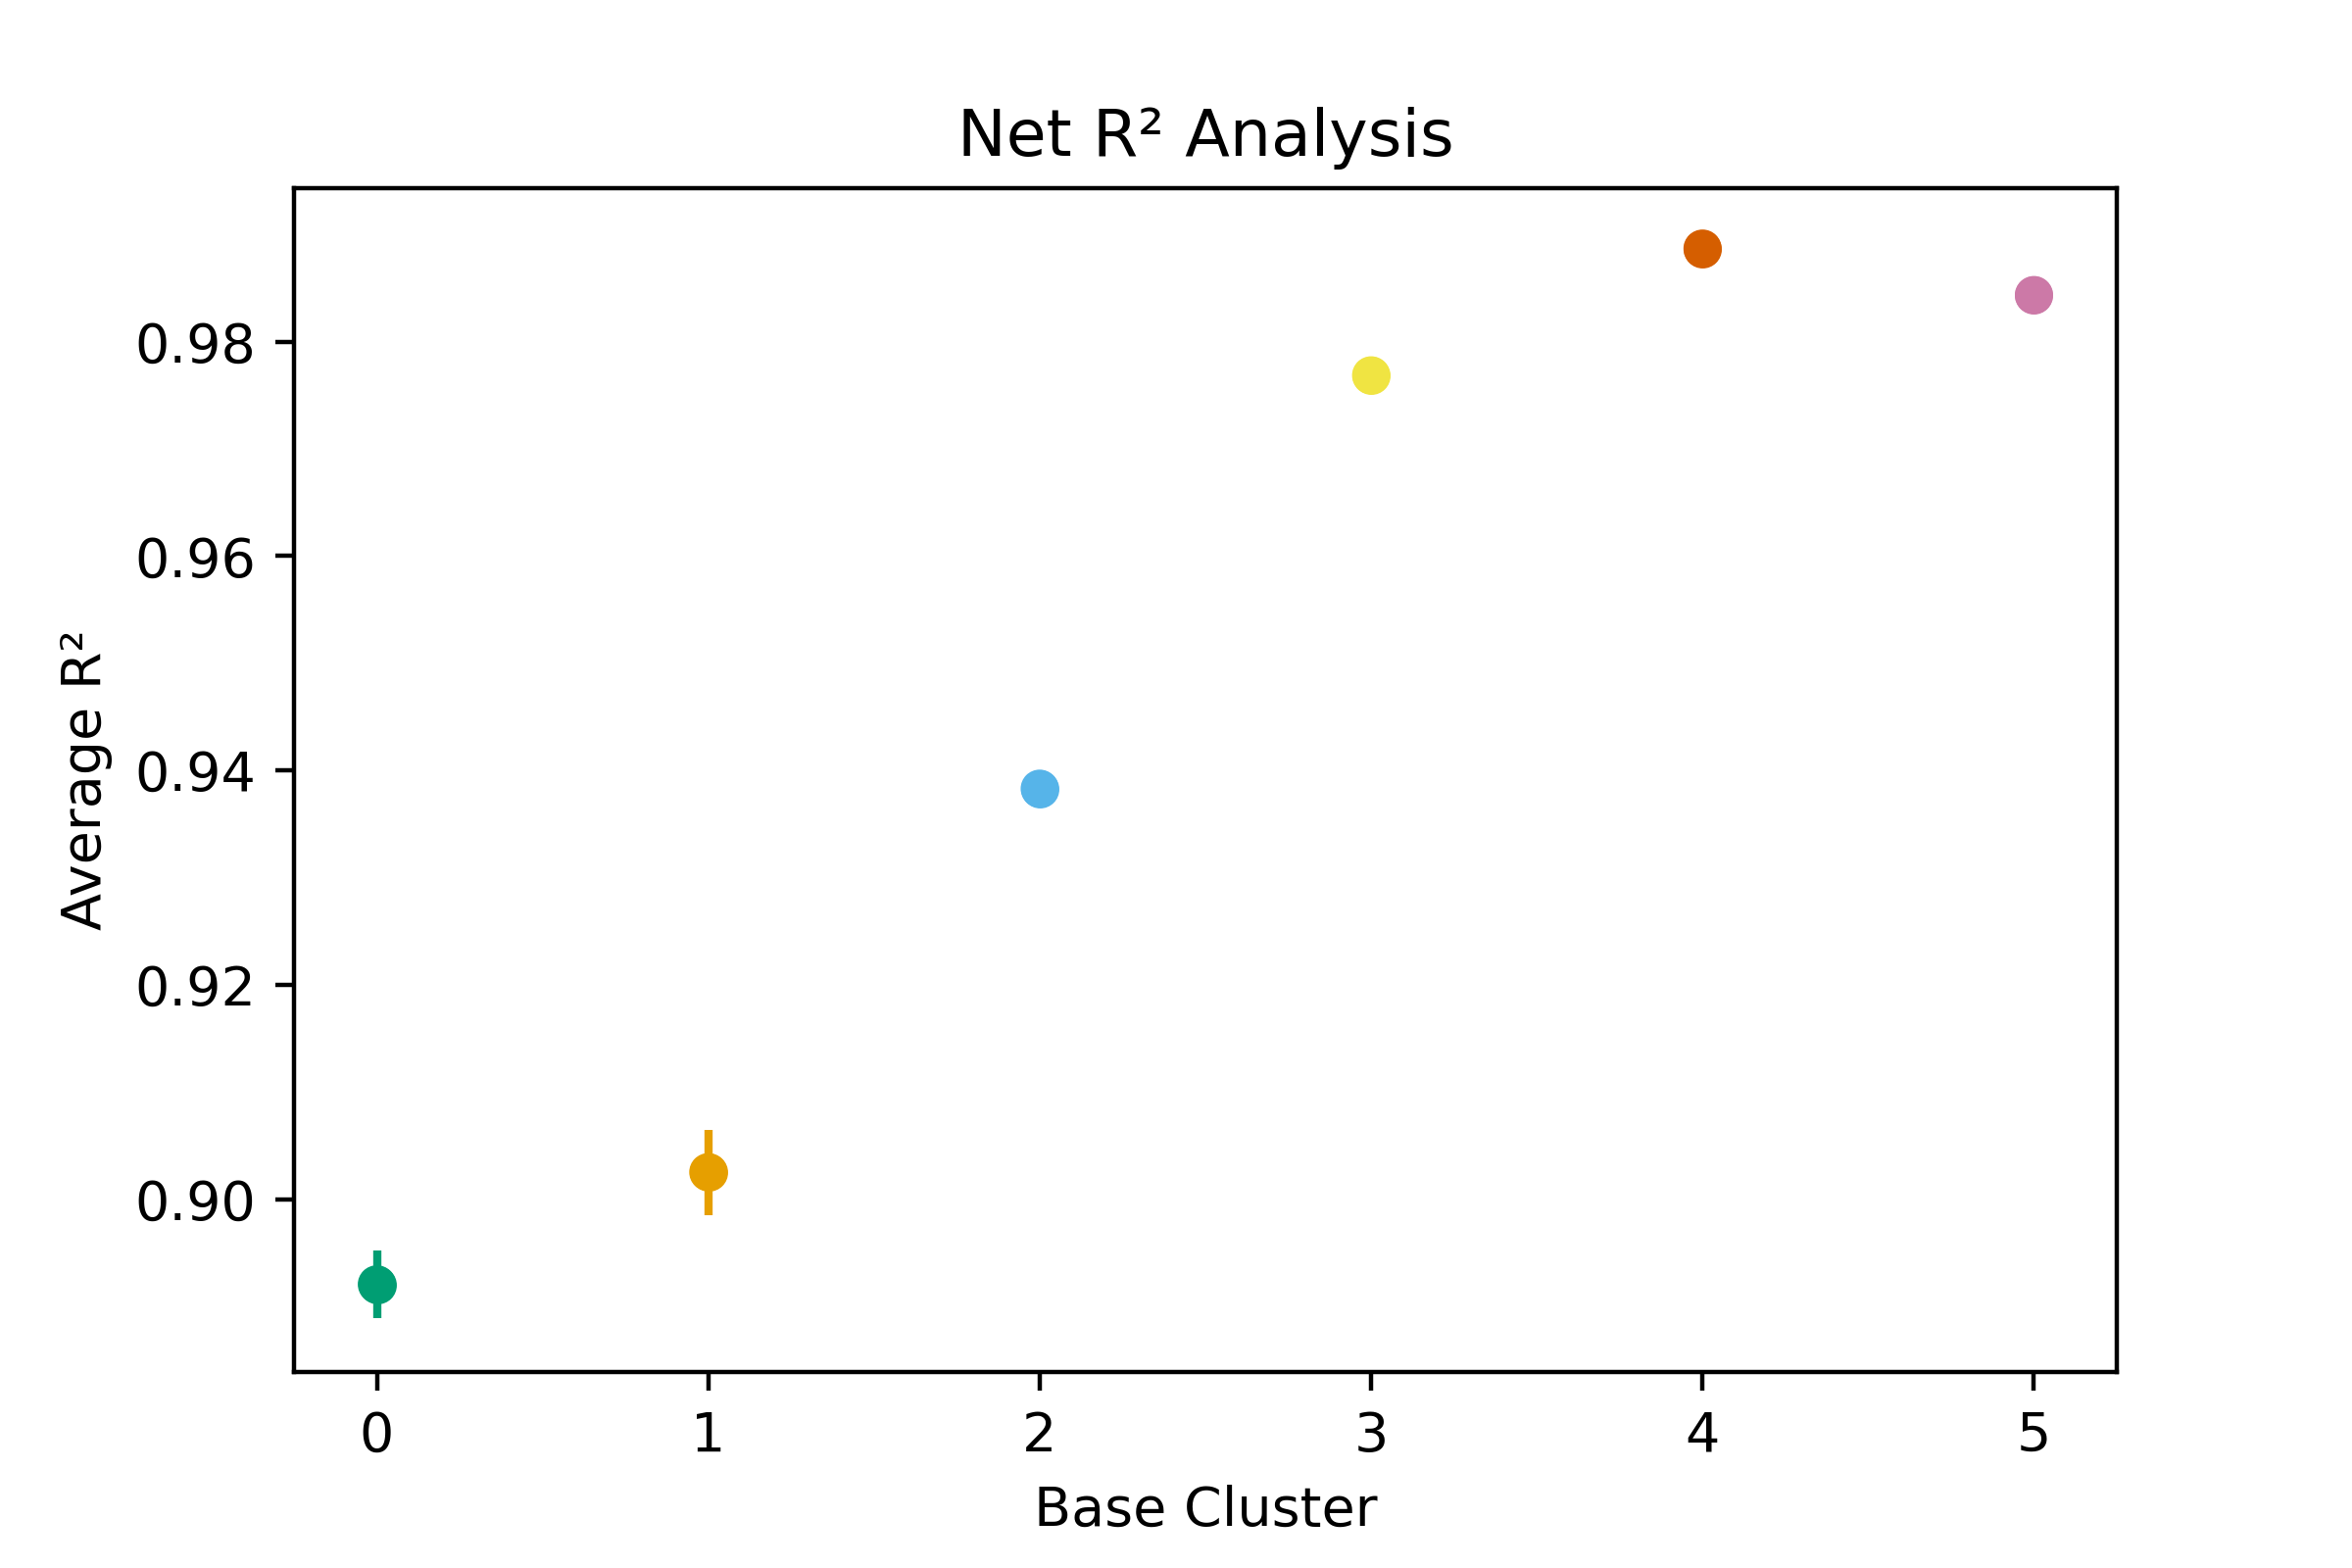 Net R² Analysis
0.98
0.96
0.94
0.92
0.90
Average R²
0 1 2 3 4 5
Base Cluster